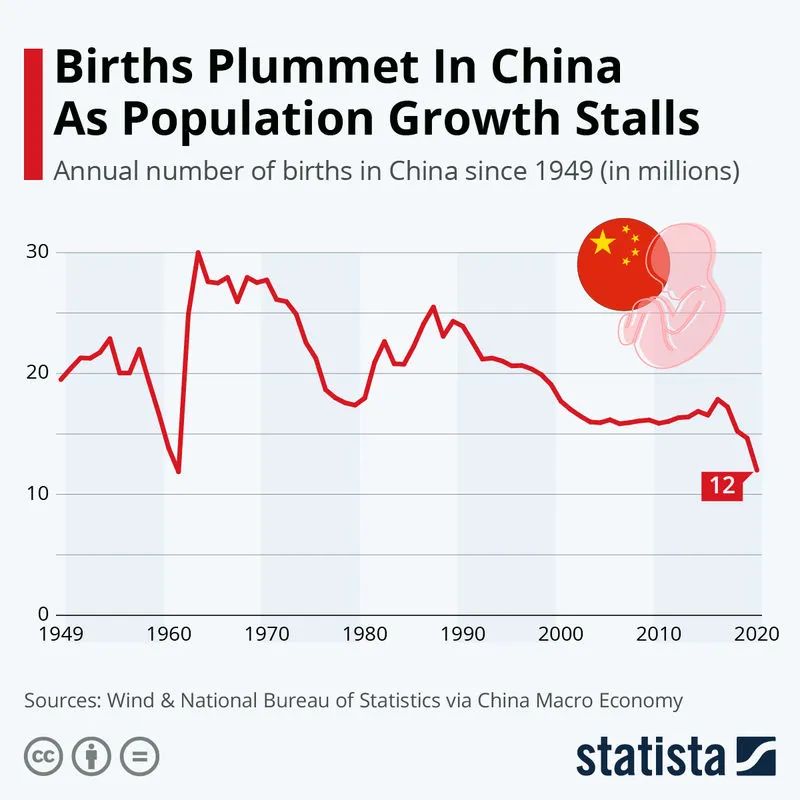 Births Plummet In China
As Population Growth Stalls
Annual number of births in China since 1949 (in millions)
30
20
10
0
12
1949 1960 1970 1980 1990 2000 2010 2020
Sources: Wind & National Bureau of Statistics via China Macro Economy
cc
=
statista